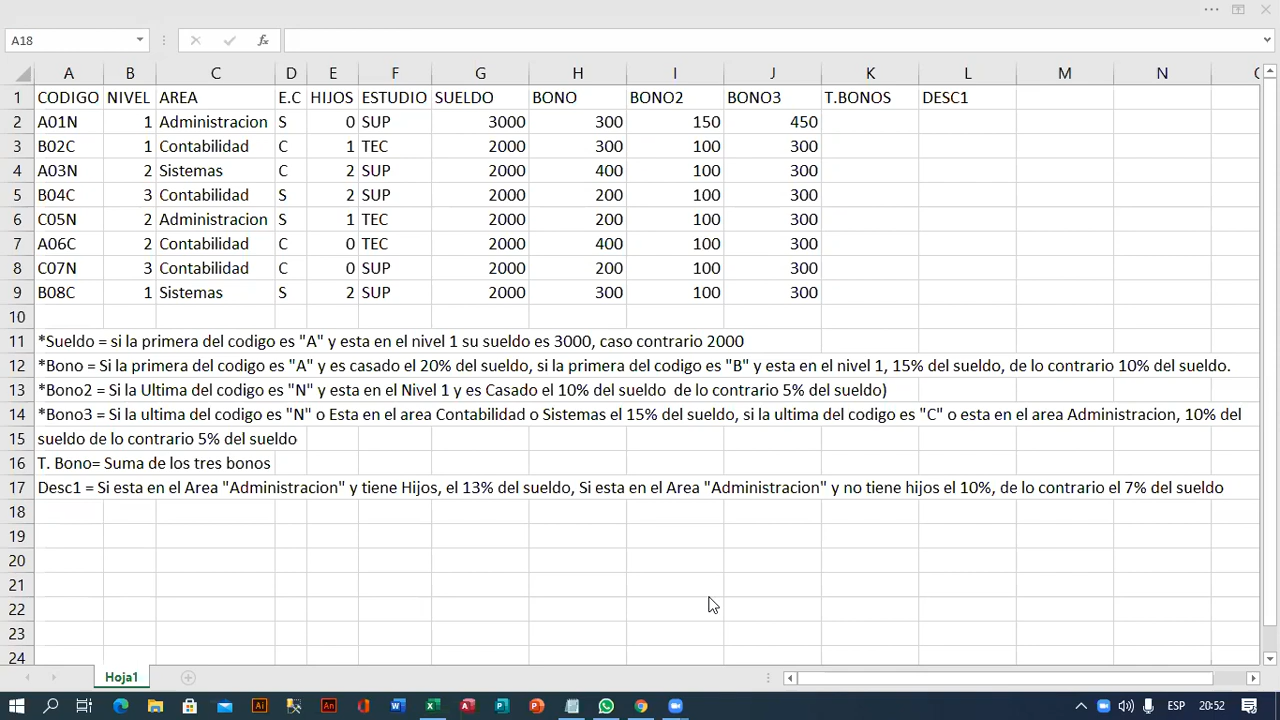 A18
fx
A B C D E F G H I J K L M N
1 CODIGO NIVEL AREA E.C HIJOS ESTUDIO SUELDO BONO BONO2 BONO3 T.BONOS DESC1
2 A01N 1 Administracion S 0 SUP 3000 300 150 450
3 B02C 1 Contabilidad C 1 TEC 2000 300 100 300
4 A03N 2 Sistemas C 2 SUP 2000 400 100 300
5 B04C 3 Contabilidad S 2 SUP 2000 200 100 300
6 C05N 2 Administracion S 1 TEC 2000 200 100 300
7 A06C 2 Contabilidad C 0 TEC 2000 400 100 300
8 C07N 3 Contabilidad C 0 SUP 2000 200 100 300
9 B08C 1 Sistemas S 2 SUP 2000 300 100 300
10
11 *Sueldo = si la primera del codigo es "A" y esta en el nivel 1 su sueldo es 3000, caso contrario 2000
12 *Bono = Si la primera del codigo es "A" y es casado el 20% del sueldo, si la primera del codigo es "B" y esta en el nivel 1, 15% del sueldo, de lo contrario 10% del sueldo.
13 *Bono2 = Si la Ultima del codigo es "N" y esta en el Nivel 1 y es Casado el 10% del sueldo  de lo contrario 5% del sueldo)
14 *Bono3 = Si la ultima del codigo es "N" o Esta en el area Contabilidad o Sistemas el 15% del sueldo, si la ultima del codigo es "C" o esta en el area Administracion, 10% del
15 sueldo de lo contrario 5% del sueldo
16 T. Bono= Suma de los tres bonos
17 Desc1 = Si esta en el Area "Administracion" y tiene Hijos, el 13% del sueldo, Si esta en el Area "Administracion" y no tiene hijos el 10%, de lo contrario el 7% del sueldo
18
19
20
21
22
23
24
Hoja1
ESP 20:52